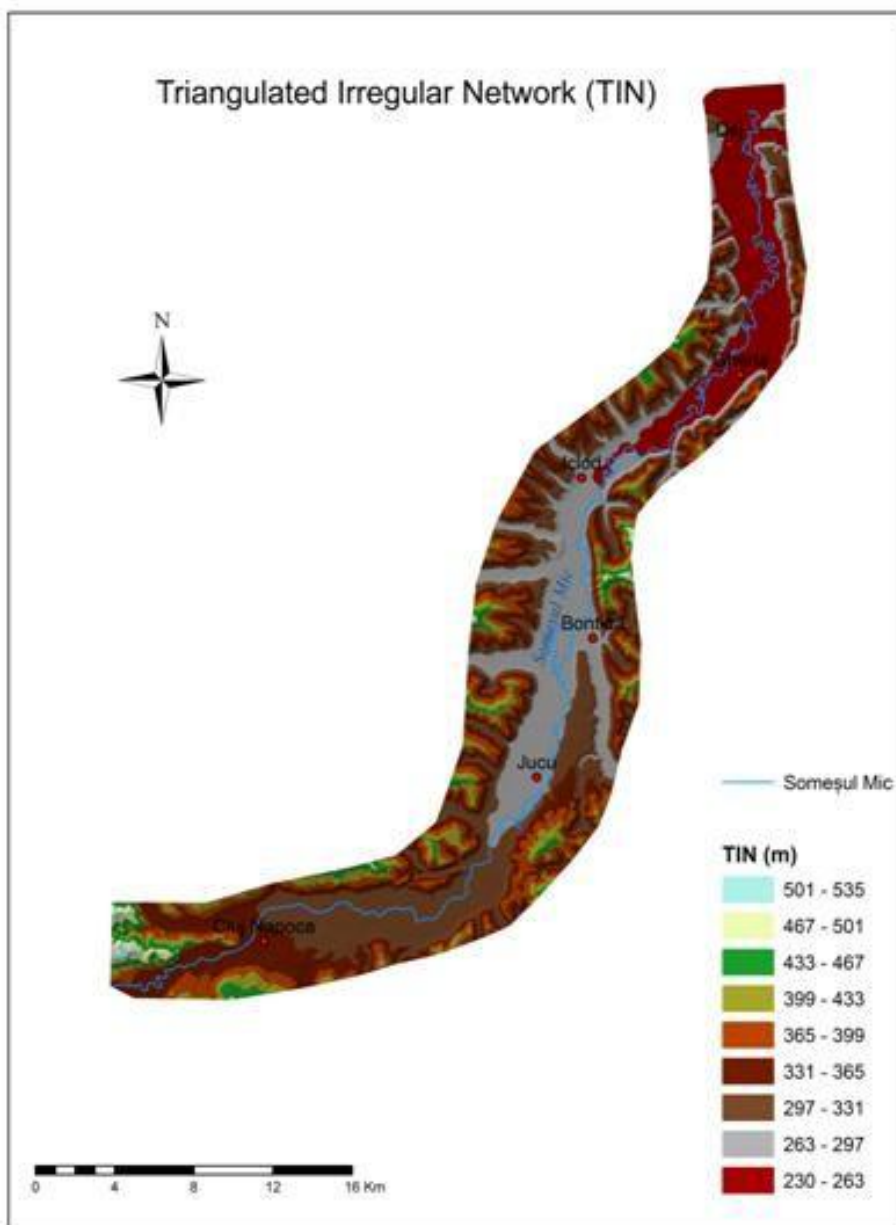 Triangulated Irregular Network (TIN)
Dej
N
Gherla
Iclod
Someșul Mic
Bonțida
Jucu
Cluj Napoca
Someșul Mic
TIN (m)
501 - 535
467 - 501
433 - 467
399 - 433
365 - 399
331 - 365
297 - 331
263 - 297
230 - 263
0 4 8 12 16 Km